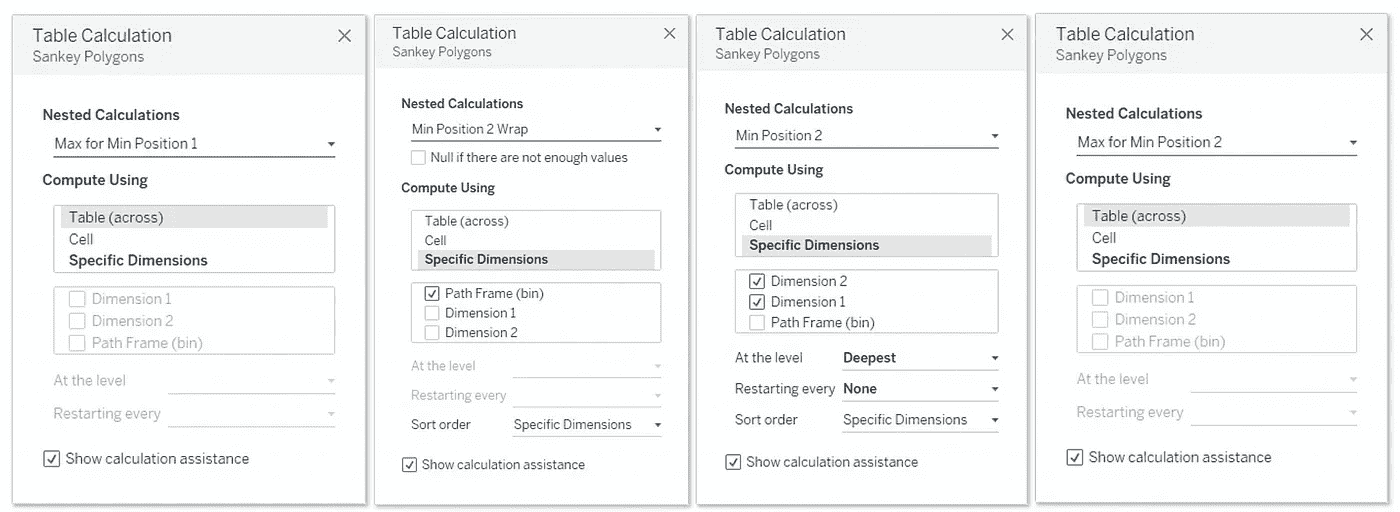 Table Calculation
Sankey Polygons
Nested Calculations
Max for Min Position 1
Compute Using
Table (across)
Cell
Specific Dimensions
Dimension 1
Dimension 2
Path Frame (bin)
At the level
Restarting every
Show calculation assistance
Table Calculation
Sankey Polygons
Nested Calculations
Min Position 2 Wrap
Null if there are not enough values
Compute Using
Table (across)
Cell
Specific Dimensions
Path Frame (bin)
Dimension 1
Dimension 2
At the level
Restarting every
Sort order Specific Dimensions
Show calculation assistance
Table Calculation
Sankey Polygons
Nested Calculations
Min Position 2
Compute Using
Table (across)
Cell
Specific Dimensions
Dimension 2
Dimension 1
Path Frame (bin)
At the level Deepest
Restarting every None
Sort order Specific Dimensions
Show calculation assistance
Table Calculation
Sankey Polygons
Nested Calculations
Max for Min Position 2
Compute Using
Table (across)
Cell
Specific Dimensions
Dimension 1
Dimension 2
Path Frame (bin)
At the level
Restarting every
Show calculation assistance